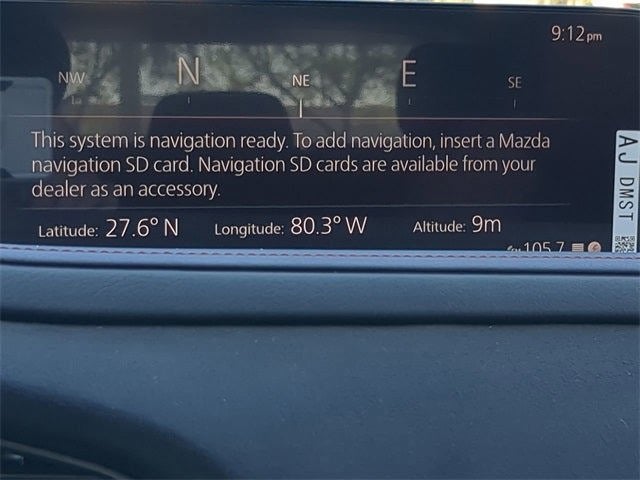 9:12pm
NW N NE E SE
This system is navigation ready. To add navigation, insert a Mazda
navigation SD card. Navigation SD cards are available from your
dealer as an accessory.
Latitude: 27.6° N Longitude: 80.3° W Altitude: 9m
105.7
AJ DMST